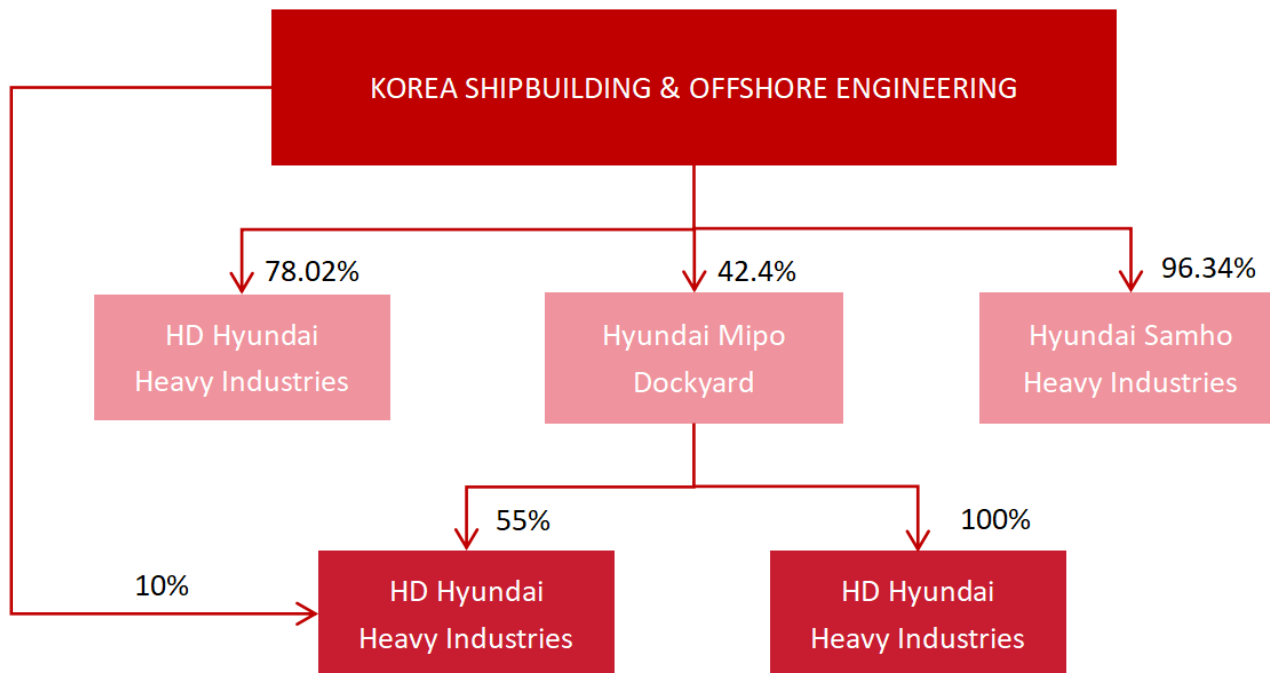 KOREA SHIPBUILDING & OFFSHORE ENGINEERING
78.02%
42.4%
96.34%
HD Hyundai
Heavy Industries
Hyundai Mipo
Dockyard
Hyundai Samho
Heavy Industries
55%
100%
10%
HD Hyundai
Heavy Industries
HD Hyundai
Heavy Industries